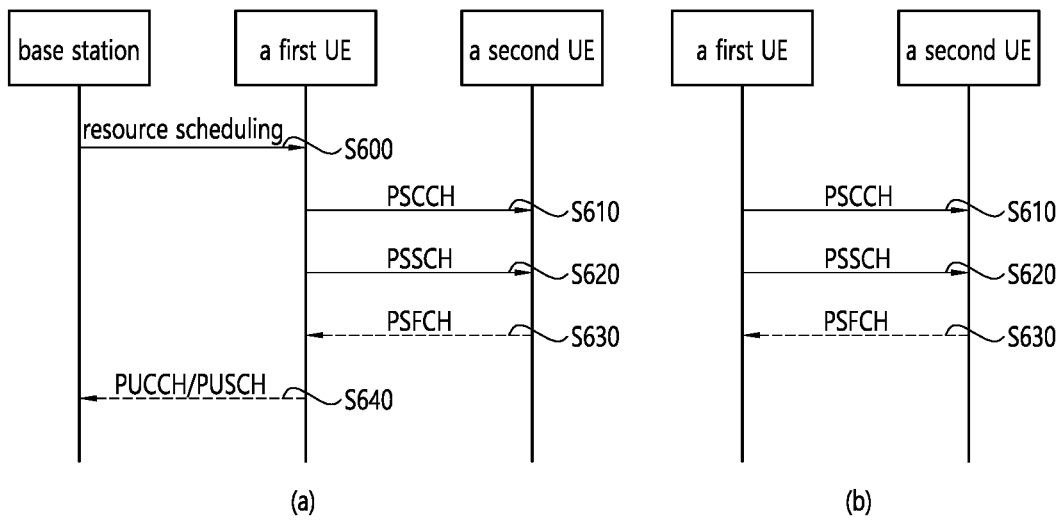 base station
a first UE
a second UE
resource scheduling
S600
PSCCH
S610
PSSCH
S620
PSFCH
S630
PUCCH/PUSCH
S640
(a)
a first UE
a second UE
PSCCH
S610
PSSCH
S620
PSFCH
S630
(b)